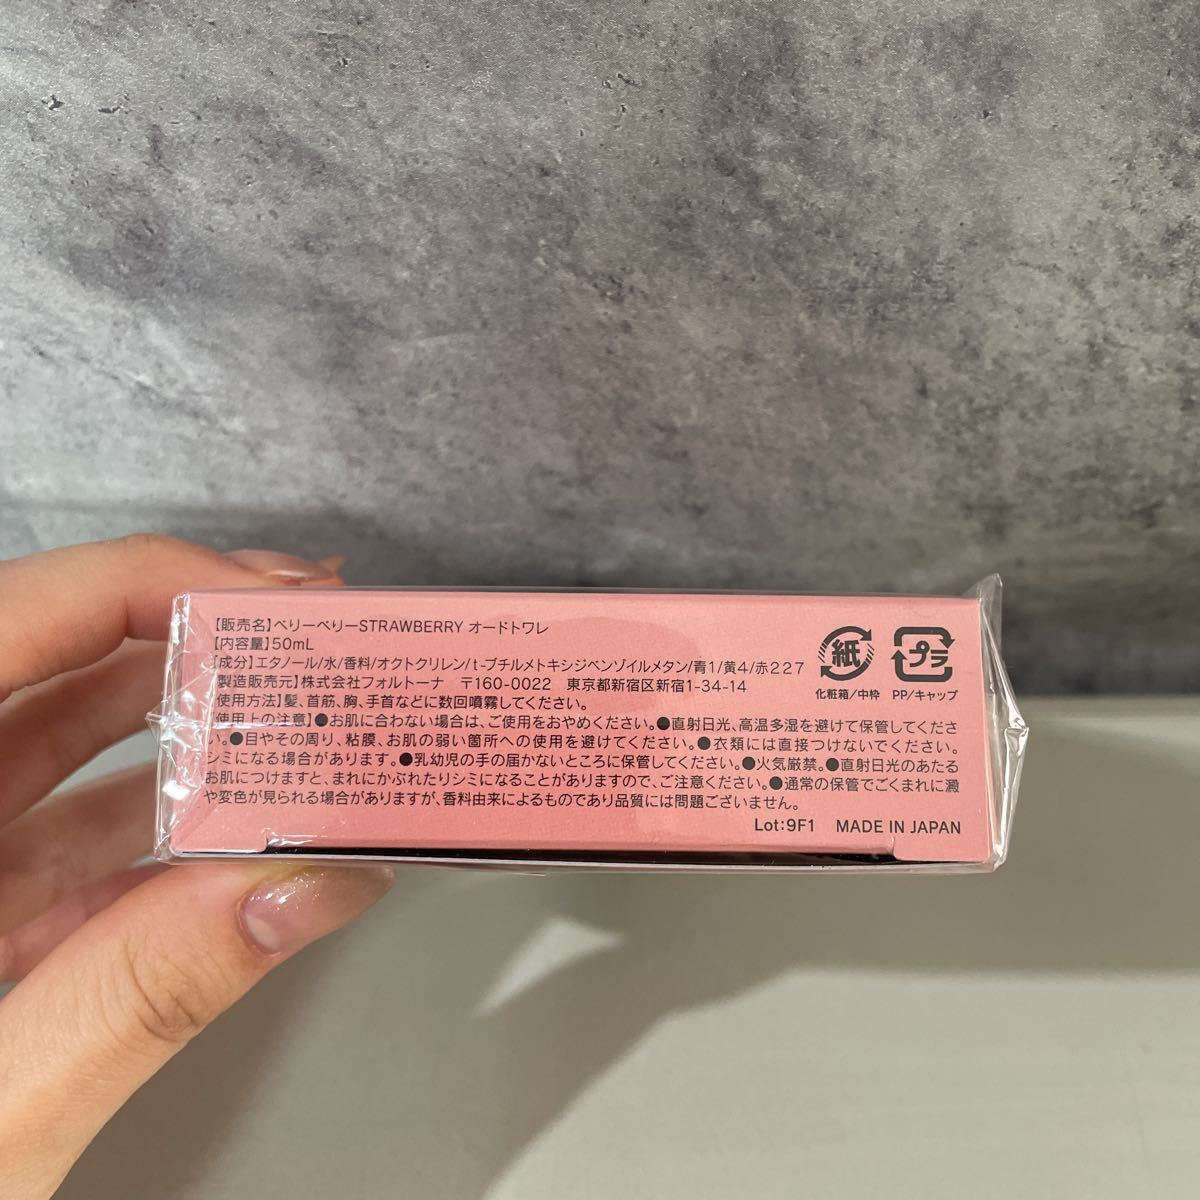 【販売名】ベリーベリーSTRAWBERRY オードトワレ
【内容量】50mL
【成分】エタノール/水/香料/オクトクリレン/t-ブチルメトキシジベンゾイルメタン/青1/黄4/赤227
製造販売元】株式会社フォルトーナ　〒160-0022　東京都新宿区新宿1-34-14
使用方法】髪、首筋、胸、手首などに数回噴霧してください。
使用上の注意】●お肌に合わない場合は、ご使用をおやめください。●直射日光、高温多湿を避けて保管してくださ
い。●目やその周り、粘膜、お肌の弱い箇所への使用を避けてください。●衣類には直接つけないでください。
シミになる場合があります。●乳幼児の手の届かないところに保管してください。●火気厳禁。●直射日光のあたる
お肌につけますと、まれにかぶれたりシミになることがありますので、ご注意ください。●通常の保管でごくまれに澱
や変色が見られる場合がありますが、香料由来によるものであり品質には問題ございません。
紙
化粧箱/中枠
プラ
PP/キャップ
Lot:9F1　MADE IN JAPAN